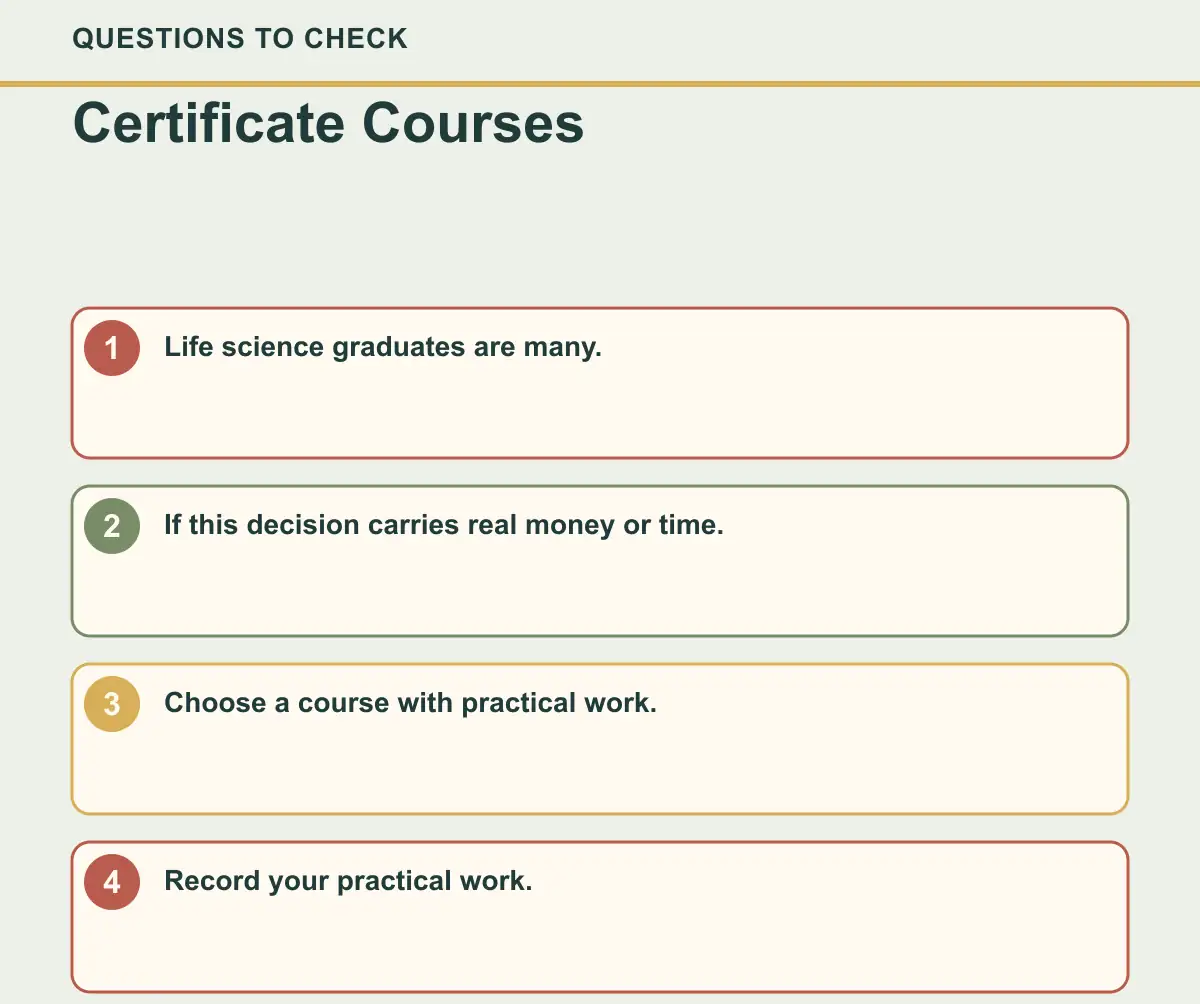 QUESTIONS TO CHECK
Certificate Courses
1 Life science graduates are many.
2 If this decision carries real money or time.
3 Choose a course with practical work.
4 Record your practical work.